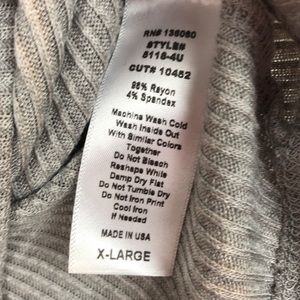 RN# 136060
STYLE#
5116-4U
CUT# 10452
96% Rayon
4% Spandex
Machine Wash Cold
Wash Inside Out
With Similar Colors
Together
Do Not Bleach
Reshape While
Damp Dry Flat
Do Not Tumble Dry
Do Not Iron Print
Cool Iron
If Needed
MADE IN USA
X-LARGE